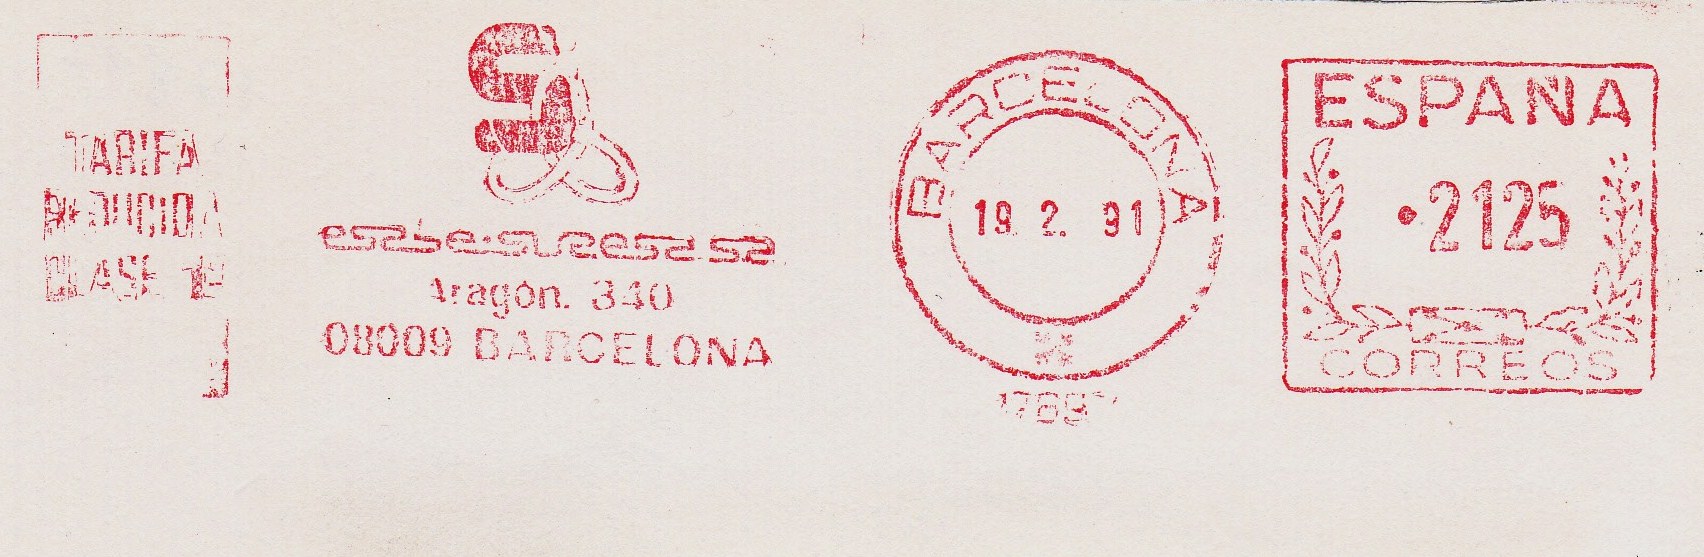 TARIFA
REDUCIDA
CLASE 1ª
Aragón. 340
08009 BARCELONA
BARCELONA
19. 2. 91
ESPAÑA
2125
CORREOS